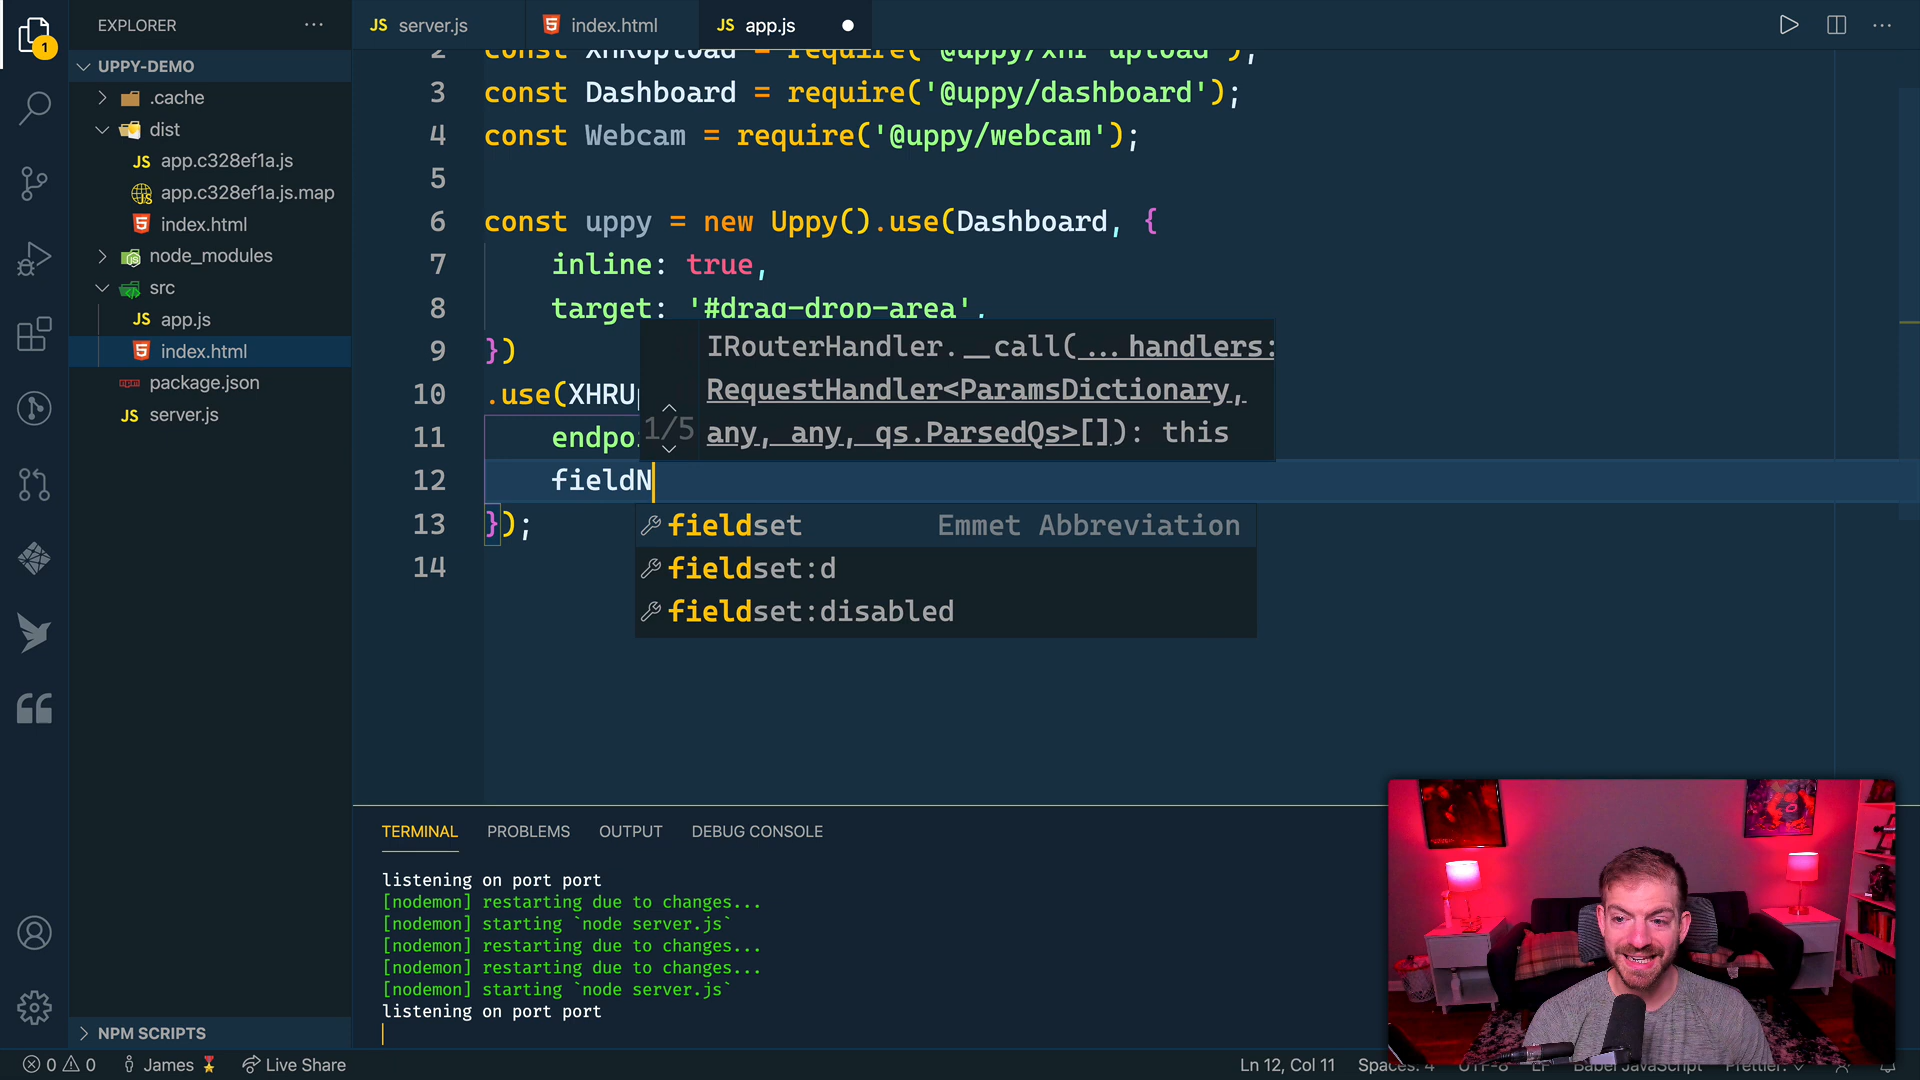 EXPLORER
1
UPPY-DEMO
.cache
dist
app.c328ef1a.js
app.c328ef1a.js.map
index.html
node_modules
src
app.js
index.html
package.json
server.js
NPM SCRIPTS
JS server.js
index.html
JS app.js
2 const XHRUpload = require('@uppy/xhr-upload');
3 const Dashboard = require('@uppy/dashboard');
4 const Webcam = require('@uppy/webcam');
5
6 const uppy = new Uppy().use(Dashboard, {
7 inline: true,
8 target: '#drag-drop-area',
9 })
10 .use(XHRU
11 endpo
12 fieldN
13 });
14
1/5
IRouterHandler.__call(...handlers:
RequestHandler<ParamsDictionary,
any, any, qs.ParsedQs>[]): this
fieldset Emmet Abbreviation
fieldset:d
fieldset:disabled
TERMINAL PROBLEMS OUTPUT DEBUG CONSOLE
listening on port port
[nodemon] restarting due to changes...
[nodemon] starting `node server.js`
[nodemon] restarting due to changes...
[nodemon] restarting due to changes...
[nodemon] starting `node server.js`
listening on port port
0 0 James Live Share Ln 12, Col 11 Spaces: 4 UTF-8 LF Babel JavaScript Prettier: